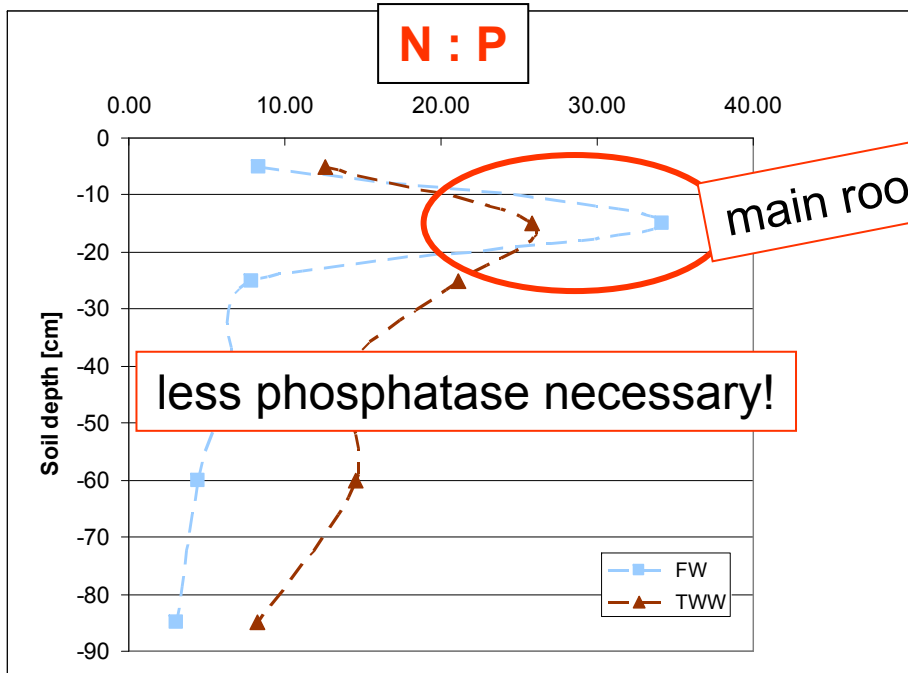 N : P
0.00 10.00 20.00 30.00 40.00
0
-10
-20
-30
-40
-50
-60
-70
-80
-90
Soil depth [cm]
main roo
less phosphatase necessary!
FW
TWW